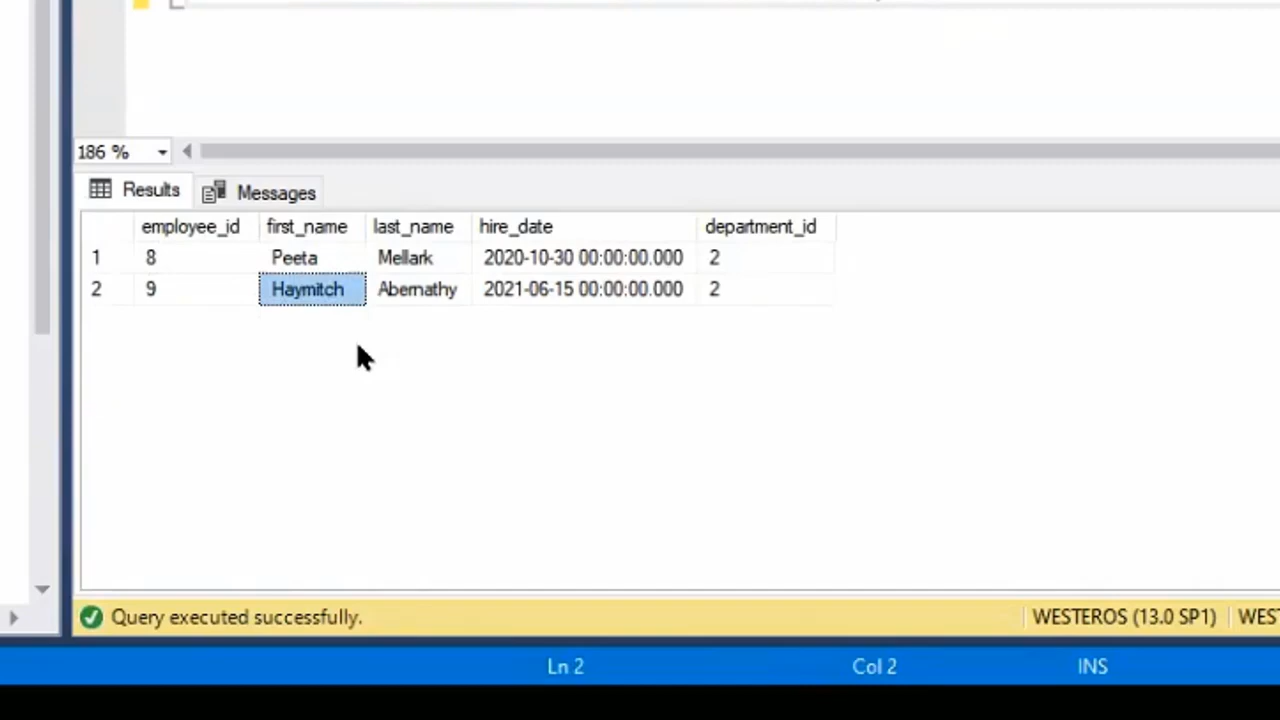 186 %
Results Messages
employee_id first_name last_name hire_date department_id
1 8 Peeta Mellark 2020-10-30 00:00:00.000 2
2 9 Haymitch Abernathy 2021-06-15 00:00:00.000 2
Query executed successfully. WESTEROS (13.0 SP1) WEST
Ln 2 Col 2 INS